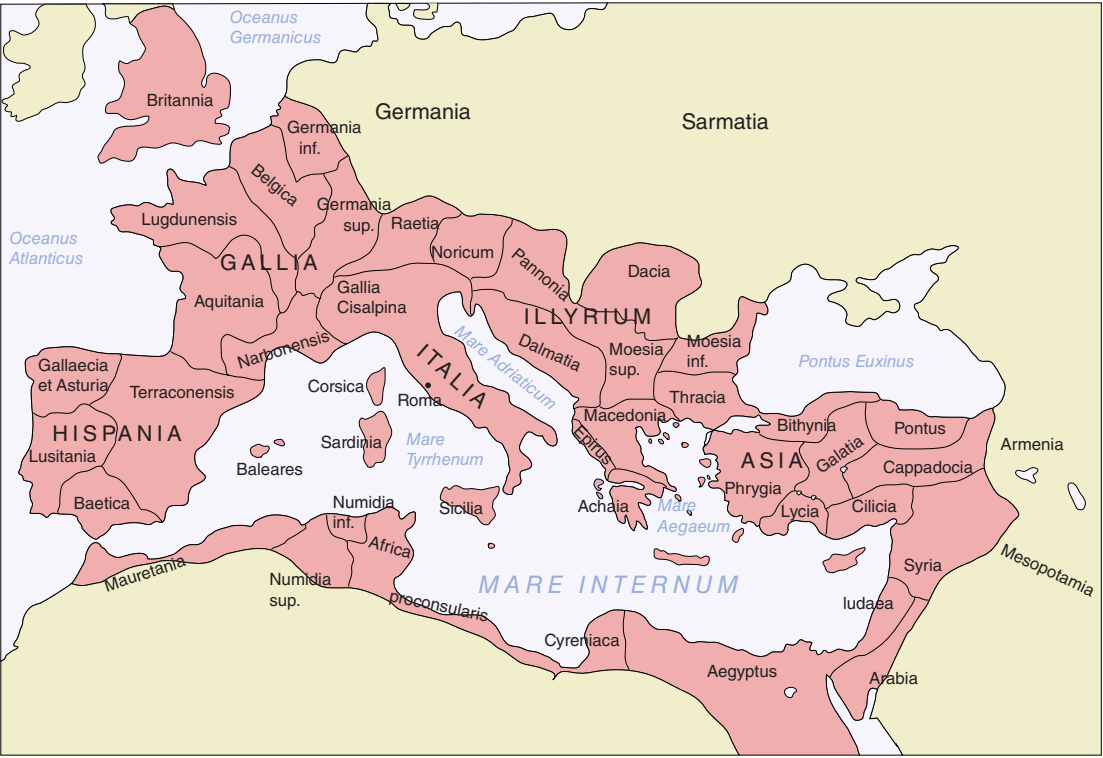 Oceanus
Germanicus
Britannia
Germania
Sarmatia
Germania
inf.
Belgica
Germania
sup.
Lugdunensis
Raetia
Noricum
Pannonia
Dacia
Oceanus
Atlanticus
GALLIA
Aquitania
Gallia
Cisalpina
ILLYRIUM
Narbonensis
Mare Adriaticum
Dalmatia
Moesia
sup.
Moesia
inf.
Pontus Euxinus
Gallaecia
et Asturia
Terraconensis
Corsica
ITALIA
Roma
Thracia
Macedonia
Epirus
Bithynia
Galatia
Pontus
Armenia
HISPANIA
Lusitania
Baetica
Baleares
Sardinia
Mare
Tyrrhenum
ASIA
Phrygia
Cappadocia
Numidia
inf.
Sicilia
Achaia
Mare
Aegaeum
Lycia
Cilicia
Africa
Mauretania
Numidia
sup.
proconsularis
MARE INTERNUM
Syria
Mesopotamia
Iudaea
Cyreniaca
Aegyptus
Arabia